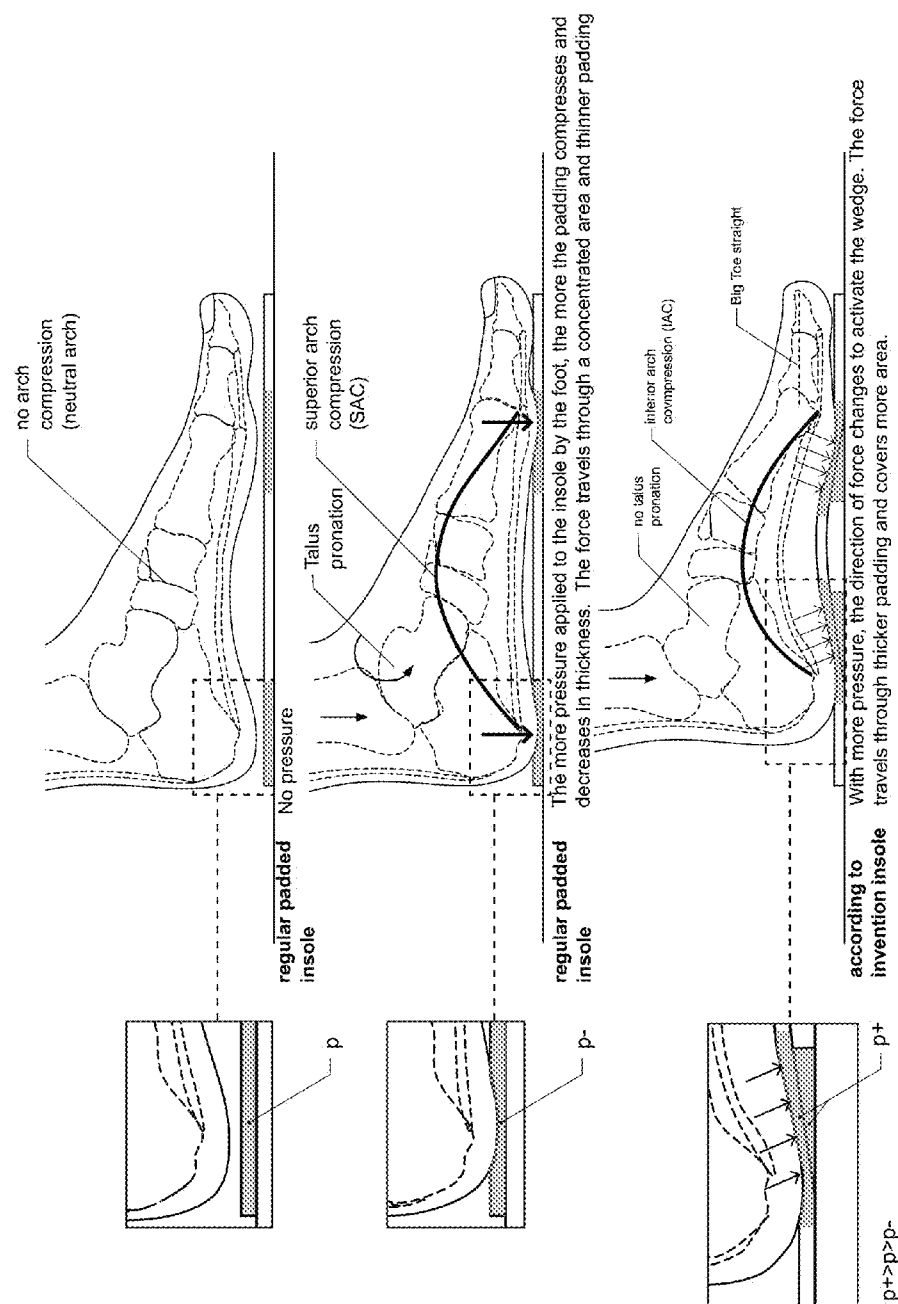 no arch
compression
(neutral arch)
No pressure
regular padded
insole
p
superior arch
compression
(SAC)
Talus
pronation
The more pressure applied to the insole by the foot, the more the padding compresses and
decreases in thickness. The force travels through a concentrated area and thinner padding
regular padded
insole
p-
Big Toe straight
interior arch
covmpression (IAC)
no talus
pronation
With more pressure, the direction of force changes to activate the wedge. The force
travels through thicker padding and covers more area.
according to
invention insole
p+
p+>p>p-